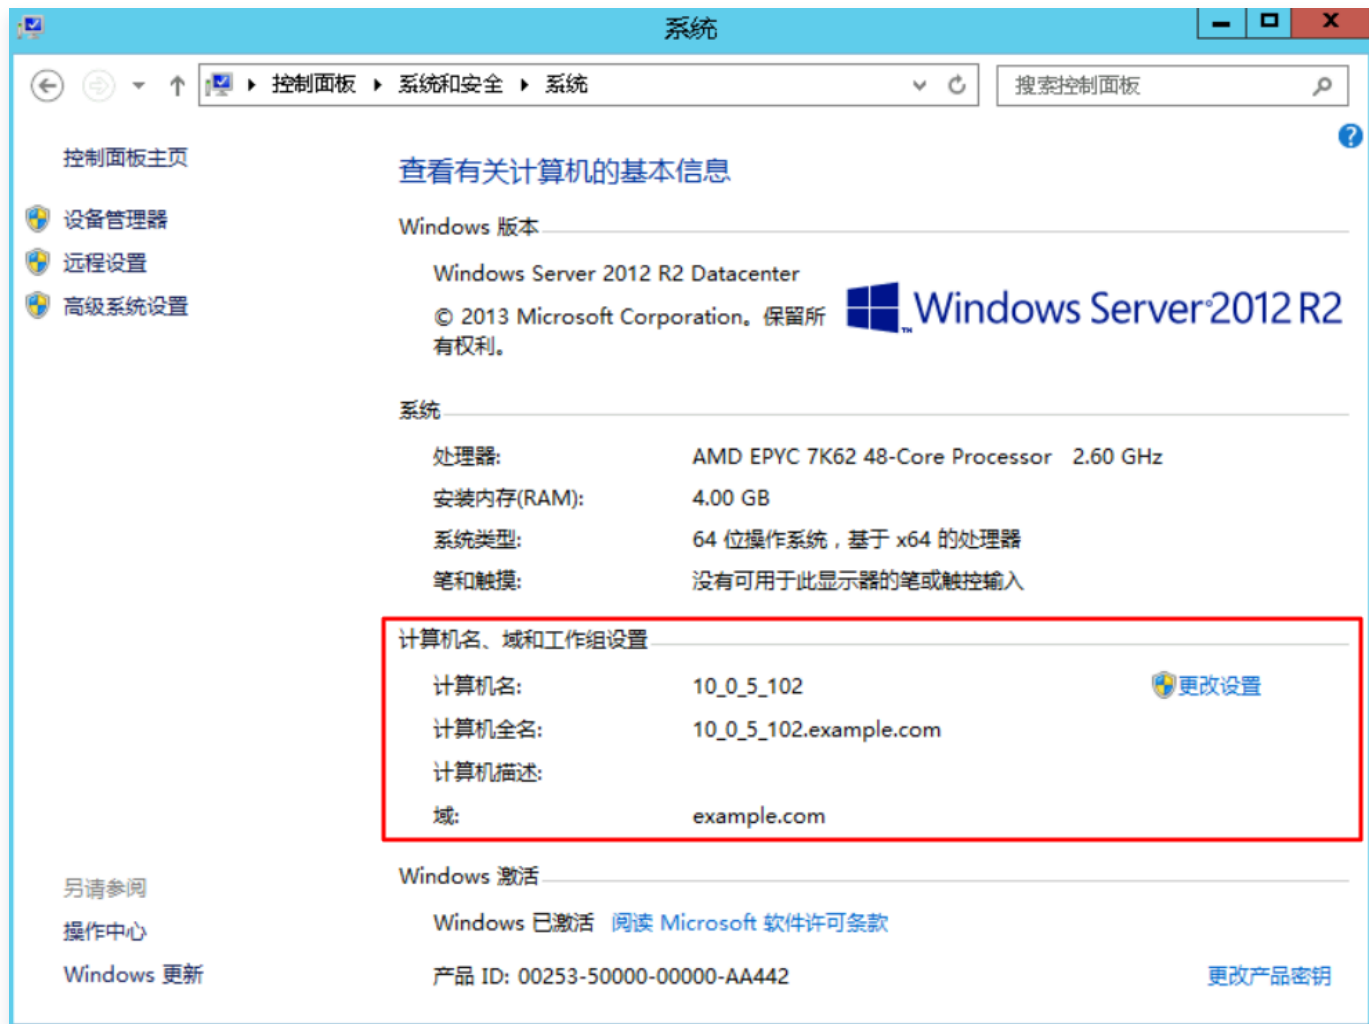 系统
控制面板 系统和安全 系统
搜索控制面板
控制面板主页
设备管理器
远程设置
高级系统设置
查看有关计算机的基本信息
Windows 版本
Windows Server 2012 R2 Datacenter
© 2013 Microsoft Corporation。保留所
有权利。
Windows Server 2012 R2
系统
处理器: AMD EPYC 7K62 48-Core Processor 2.60 GHz
安装内存(RAM): 4.00 GB
系统类型: 64 位操作系统，基于 x64 的处理器
笔和触摸: 没有可用于此显示器的笔或触控输入
计算机名、域和工作组设置
计算机名: 10_0_5_102 更改设置
计算机全名: 10_0_5_102.example.com
计算机描述:
域: example.com
Windows 激活
Windows 已激活 阅读 Microsoft 软件许可条款
产品 ID: 00253-50000-00000-AA442 更改产品密钥
另请参阅
操作中心
Windows 更新